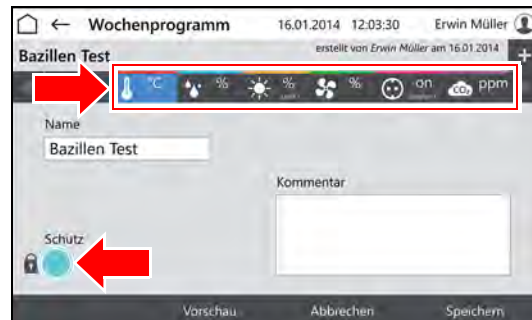 Wochenprogramm 16.01.2014 12:03:30 Erwin Müller
Bazillen Test erstellt von Erwin Müller am 16.01.2014 +
°C % % % on ppm
CO₂
Name
Bazillen Test
Kommentar
Schutz
Vorschau Abbrechen Speichern